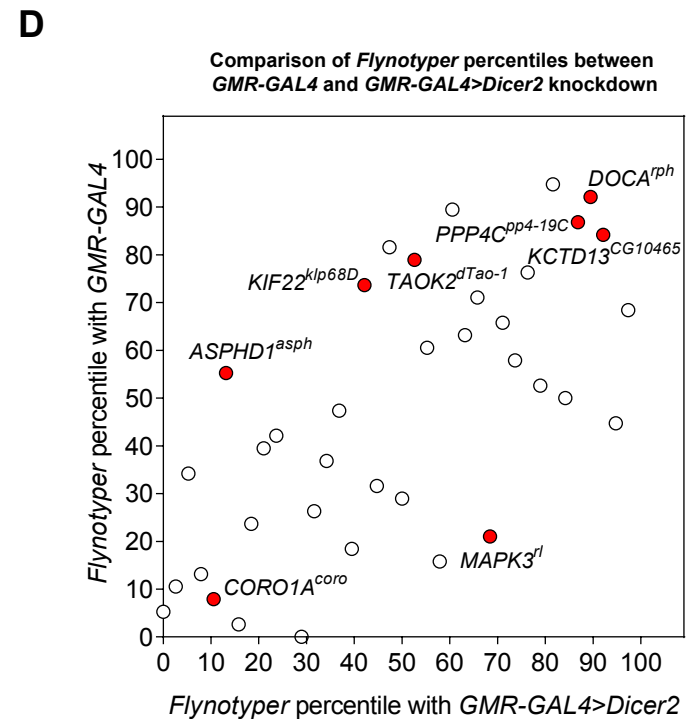 D
Comparison of Flynotyper percentiles between
GMR-GAL4 and GMR-GAL4>Dicer2 knockdown
Flynotyper percentile with GMR-GAL4
100
90
80
70
60
50
40
30
20
10
0
DOCA^rph
PPP4C^pp4-19C
KCTD13^CG10465
TAOK2^dTao-1
KIF22^klp68D
ASPHD1^asph
MAPK3^rl
CORO1A^coro
0 10 20 30 40 50 60 70 80 90 100
Flynotyper percentile with GMR-GAL4>Dicer2